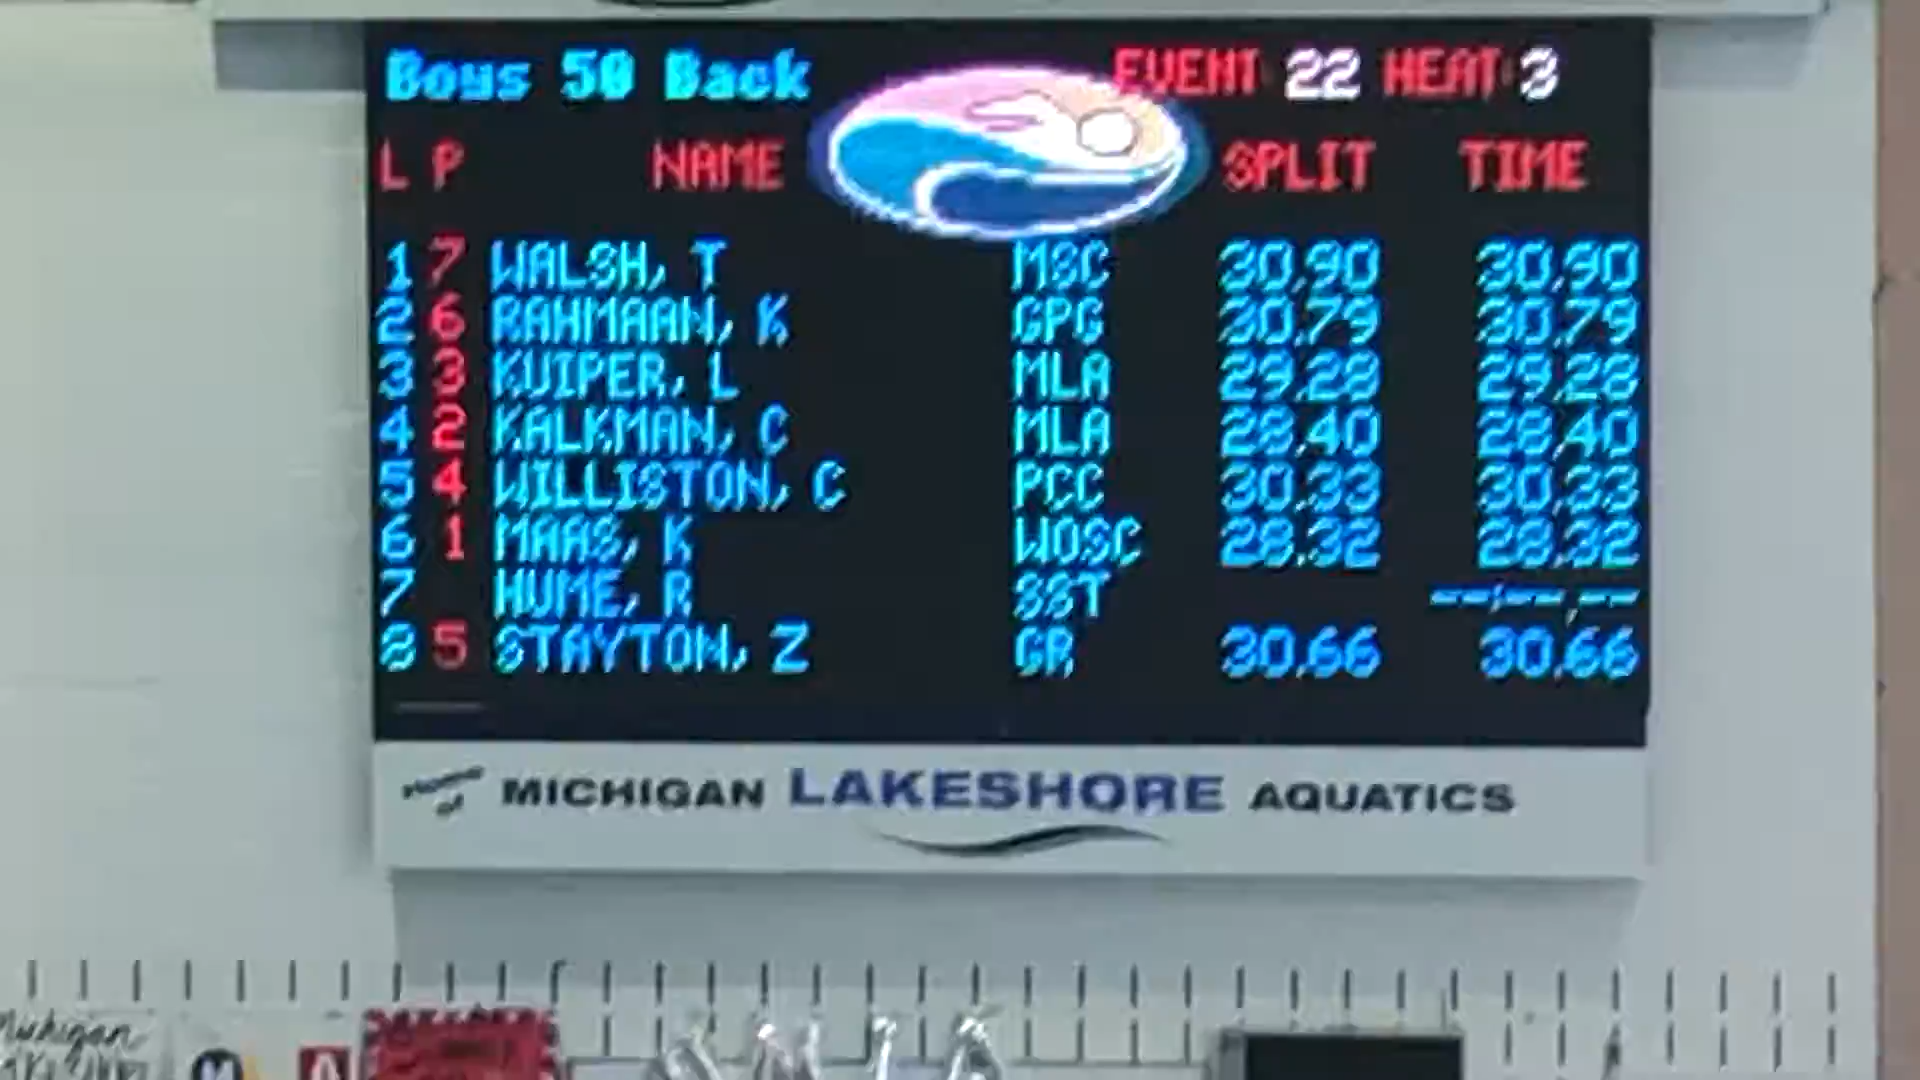 Boys 50 Back EVENT 22 HEAT 3
L P NAME SPLIT TIME
1 7 WALSH, T MSC 30.90 30.90
2 6 RAHMAAN, K GPG 30.79 30.79
3 3 KUIPER, L MLA 29.28 29.28
4 2 KALKMAN, C MLA 28.40 28.40
5 4 WILLISTON, C PCC 30.33 30.33
6 1 MAAS, K WOSC 28.32 28.32
7 HUME, R SST --:--.--
8 5 STAYTON, Z GR 30.66 30.66
Home of MICHIGAN LAKESHORE AQUATICS
Michigan